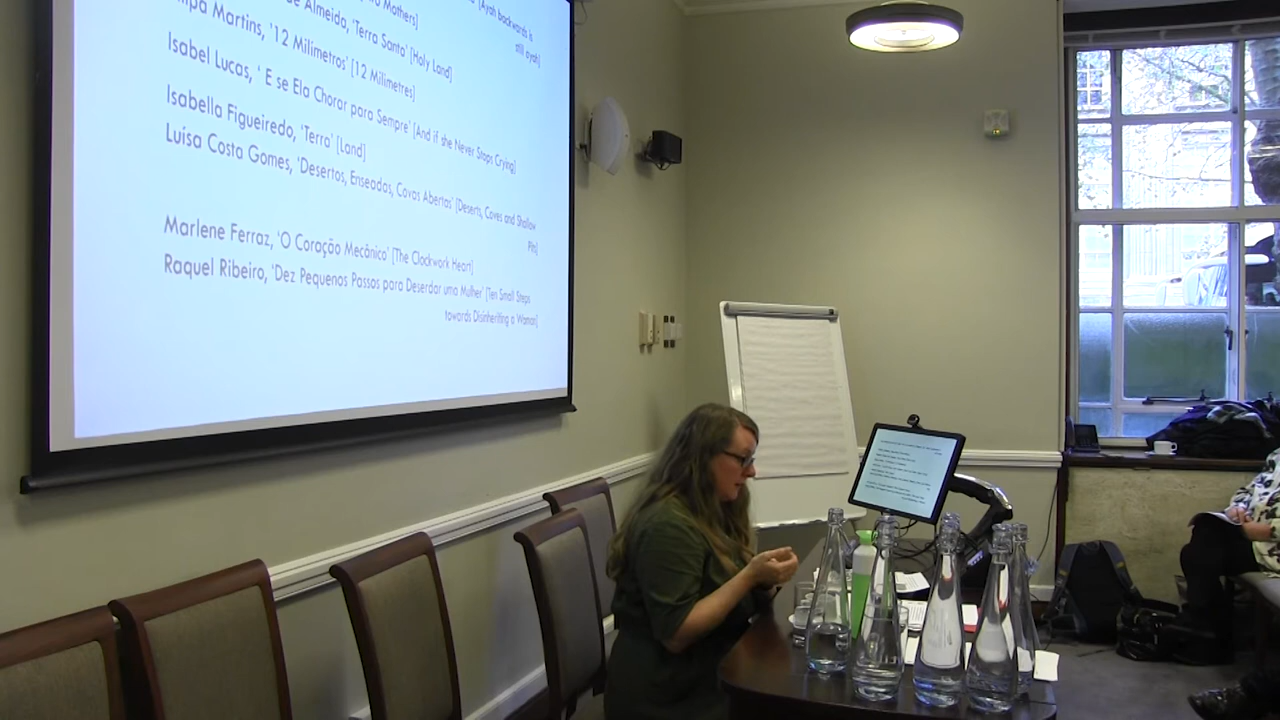 [Ayah backwards is
Mothers]
still ayah]
Almeida, 'Terra Santa' [Holy Land]
Martins, '12 Milímetros' [12 Milimetres]
Isabel Lucas, ' E se Ela Chorar para Sempre' [And if she Never Stops Crying]
Isabella Figueiredo, 'Terra' [Land]
Luísa Costa Gomes, 'Desertos, Enseadas, Covas Abertas' [Deserts, Coves and Shallow
Pits]
Marlene Ferraz, 'O Coração Mecânico' [The Clockwork Heart]
Raquel Ribeiro, 'Dez Pequenos Passos para Deserdar uma Mulher' [Ten Small Steps
towards Disinheriting a Woman]